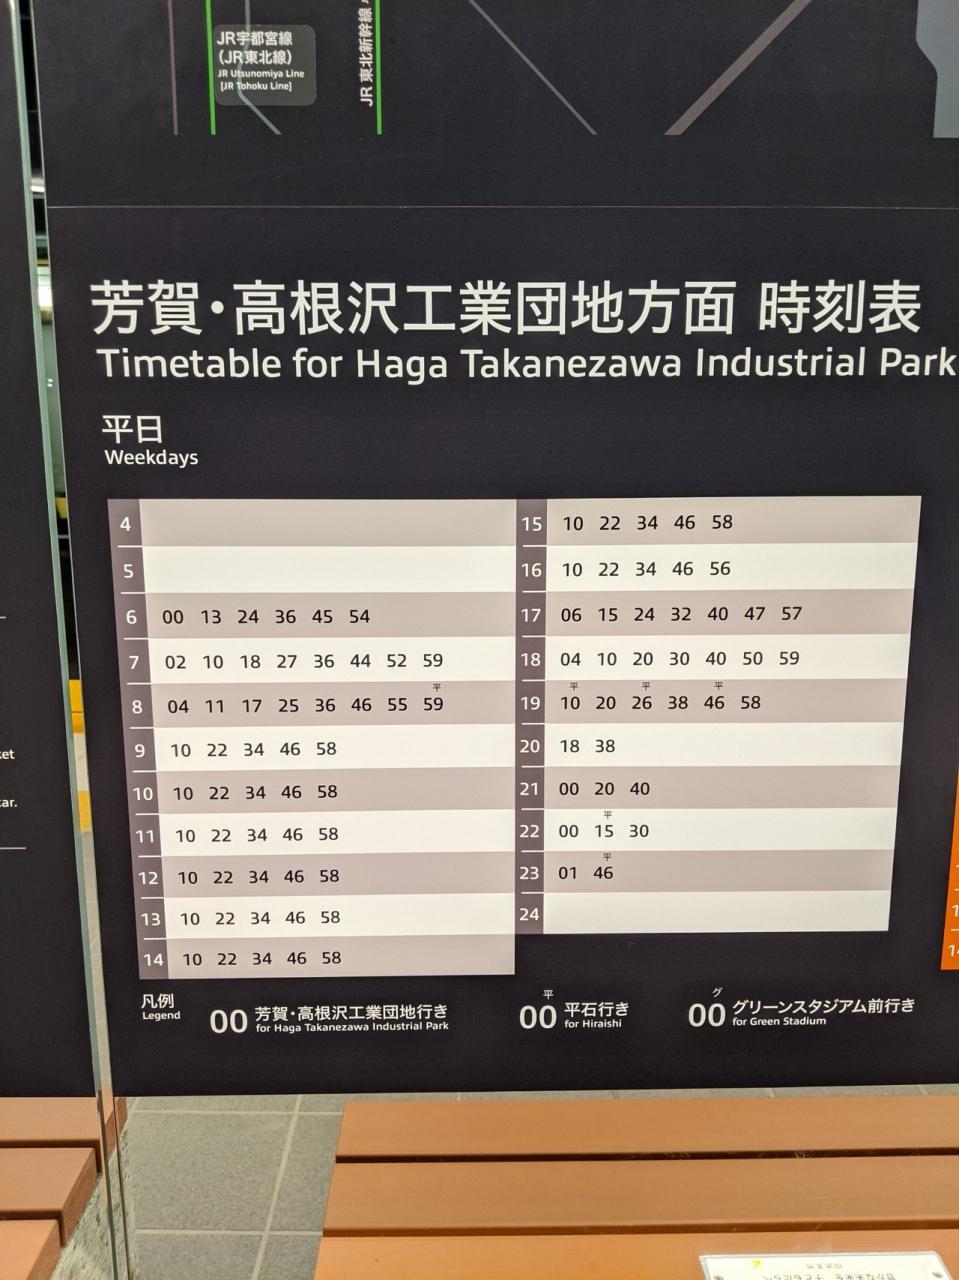 JR宇都宮線
(JR東北線)
JR Utsunomiya Line
[JR Tohoku Line]
JR 東北新幹線
芳賀・高根沢工業団地方面 時刻表
Timetable for Haga Takanezawa Industrial Park
平日
Weekdays
4
5
6 00 13 24 36 45 54
7 02 10 18 27 36 44 52 59
平
8 04 11 17 25 36 46 55 59
9 10 22 34 46 58
10 10 22 34 46 58
11 10 22 34 46 58
12 10 22 34 46 58
13 10 22 34 46 58
14 10 22 34 46 58
15 10 22 34 46 58
16 10 22 34 46 56
17 06 15 24 32 40 47 57
18 04 10 20 30 40 50 59
平 平 平
19 10 20 26 38 46 58
20 18 38
21 00 20 40
平
22 00 15 30
平
23 01 46
24
凡例
Legend
00 芳賀・高根沢工業団地行き
for Haga Takanezawa Industrial Park
平
00 平石行き
for Hiraishi
グ
00 グリーンスタジアム前行き
for Green Stadium